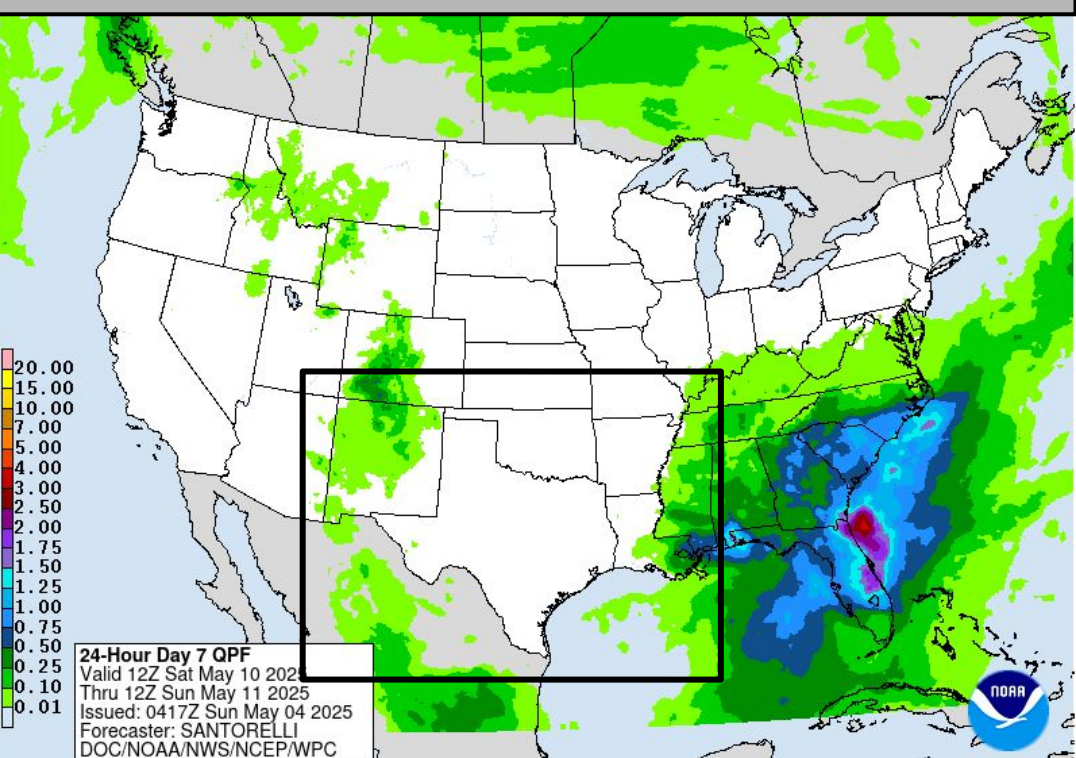 20.00
15.00
10.00
7.00
5.00
4.00
3.00
2.50
2.00
1.75
1.50
1.25
1.00
0.75
0.50
0.25
0.10
0.01
24-Hour Day 7 QPF
Valid 12Z Sat May 10 2025
Thru 12Z Sun May 11 2025
Issued: 0417Z Sun May 04 2025
Forecaster: SANTORELLI
DOC/NOAA/NWS/NCEP/WPC
NOAA